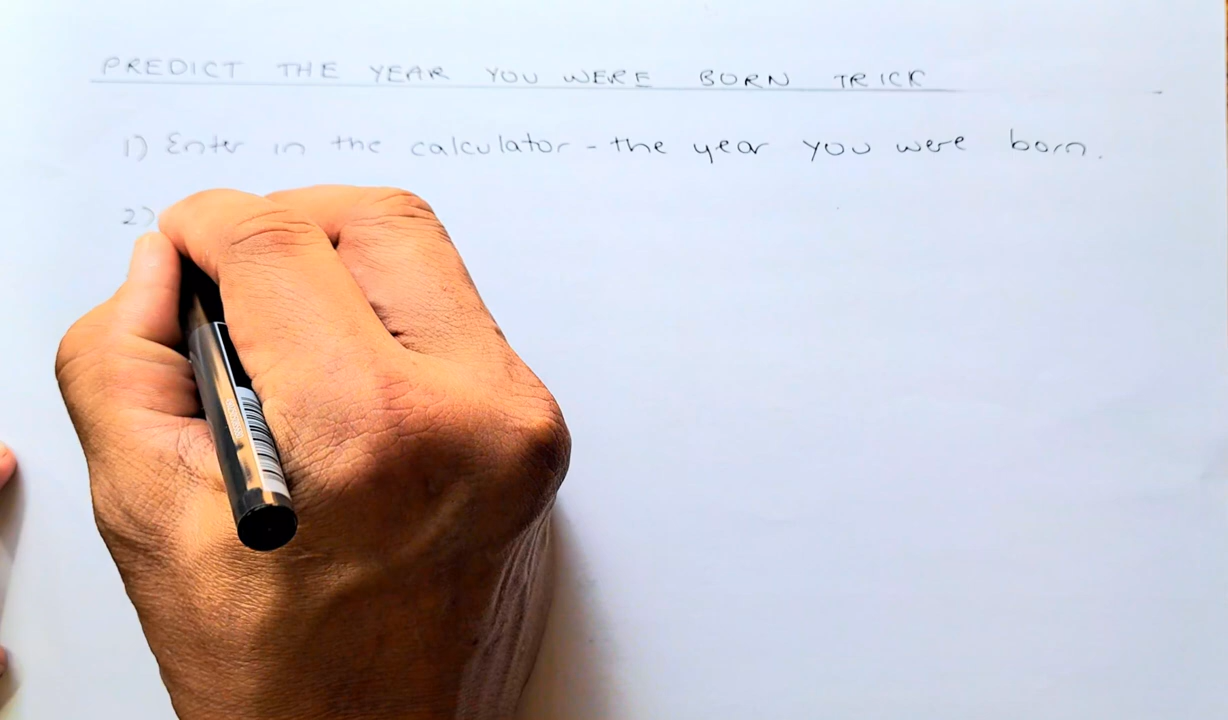 PREDICT THE YEAR YOU WERE BORN TRICK
1) Enter in the calculator - the year you were born.
2)